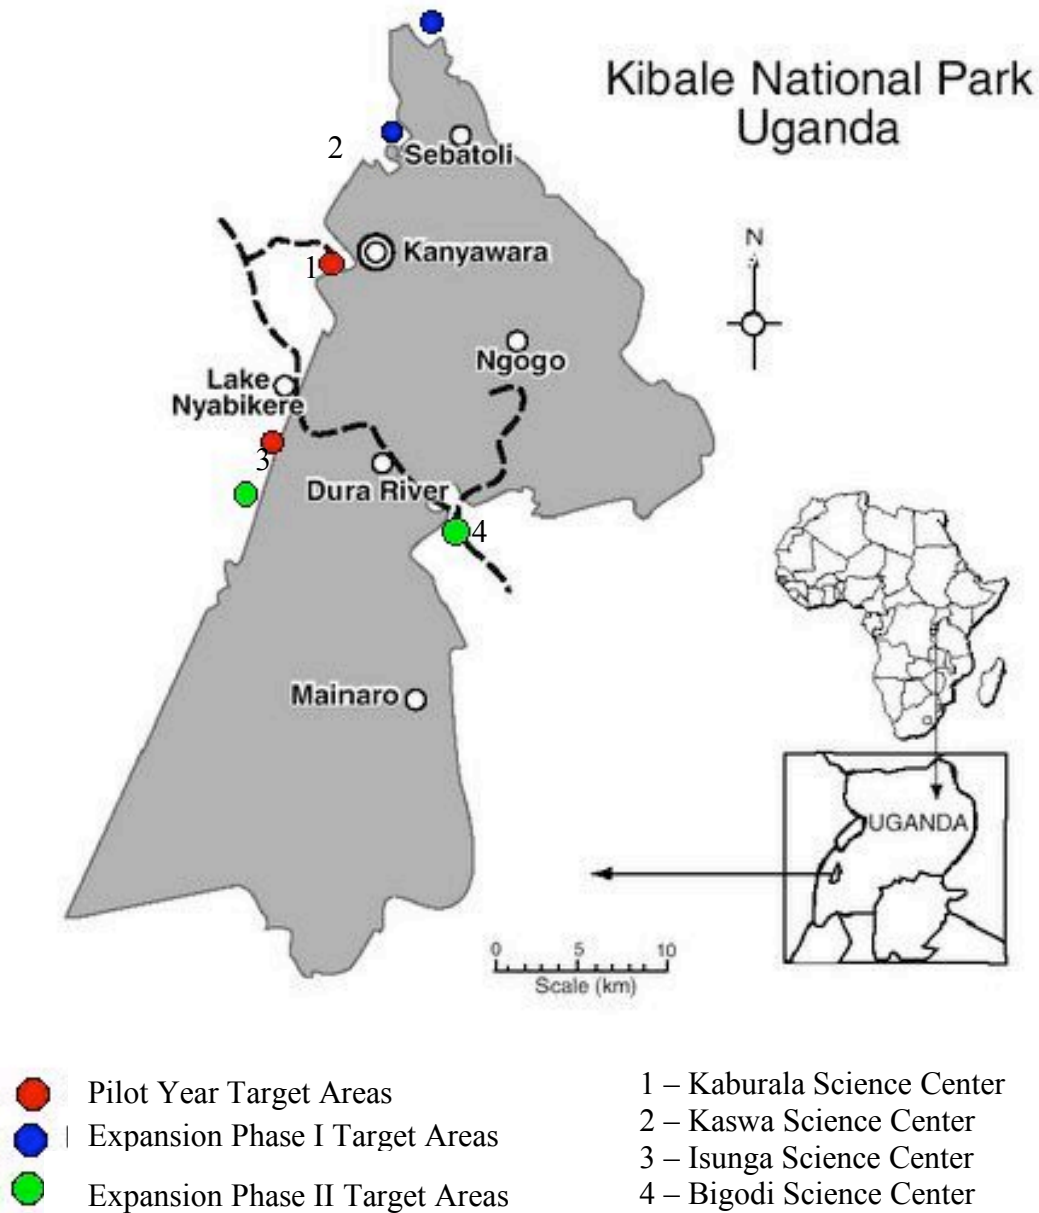 Kibale National Park
Uganda
2
Sebatoli
N
1
Kanyawara
Ngogo
Lake
Nyabikere
3
Dura River
4
Mainaro
UGANDA
0 5 10
Scale (km)
Pilot Year Target Areas
Expansion Phase I Target Areas
Expansion Phase II Target Areas
1 – Kaburala Science Center
2 – Kaswa Science Center
3 – Isunga Science Center
4 – Bigodi Science Center